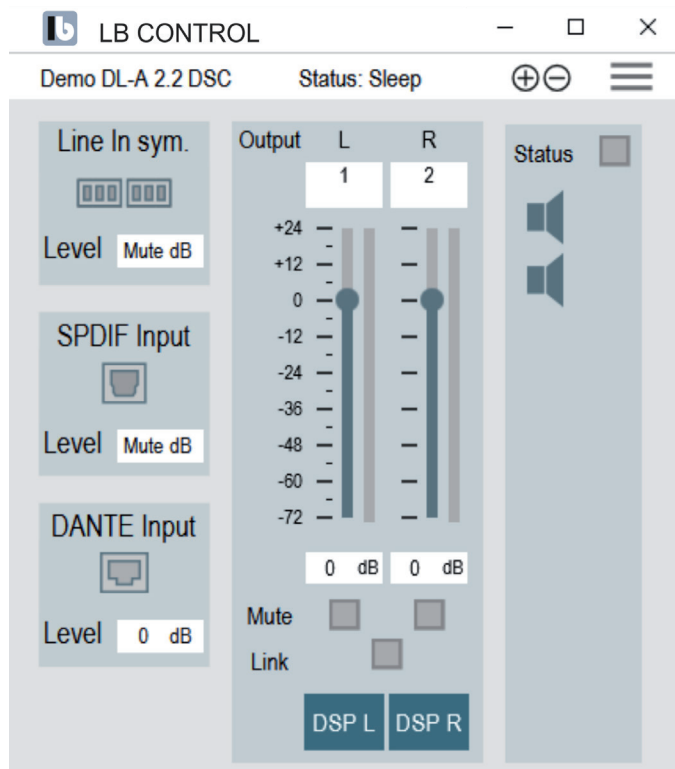 lb LB CONTROL
Demo DL-A 2.2 DSC Status: Sleep
Line In sym.
Level Mute dB
SPDIF Input
Level Mute dB
DANTE Input
Level 0 dB
Output L R
1 2
+24
+12
0
-12
-24
-36
-48
-60
-72
0 dB 0 dB
Mute
Link
DSP L DSP R
Status